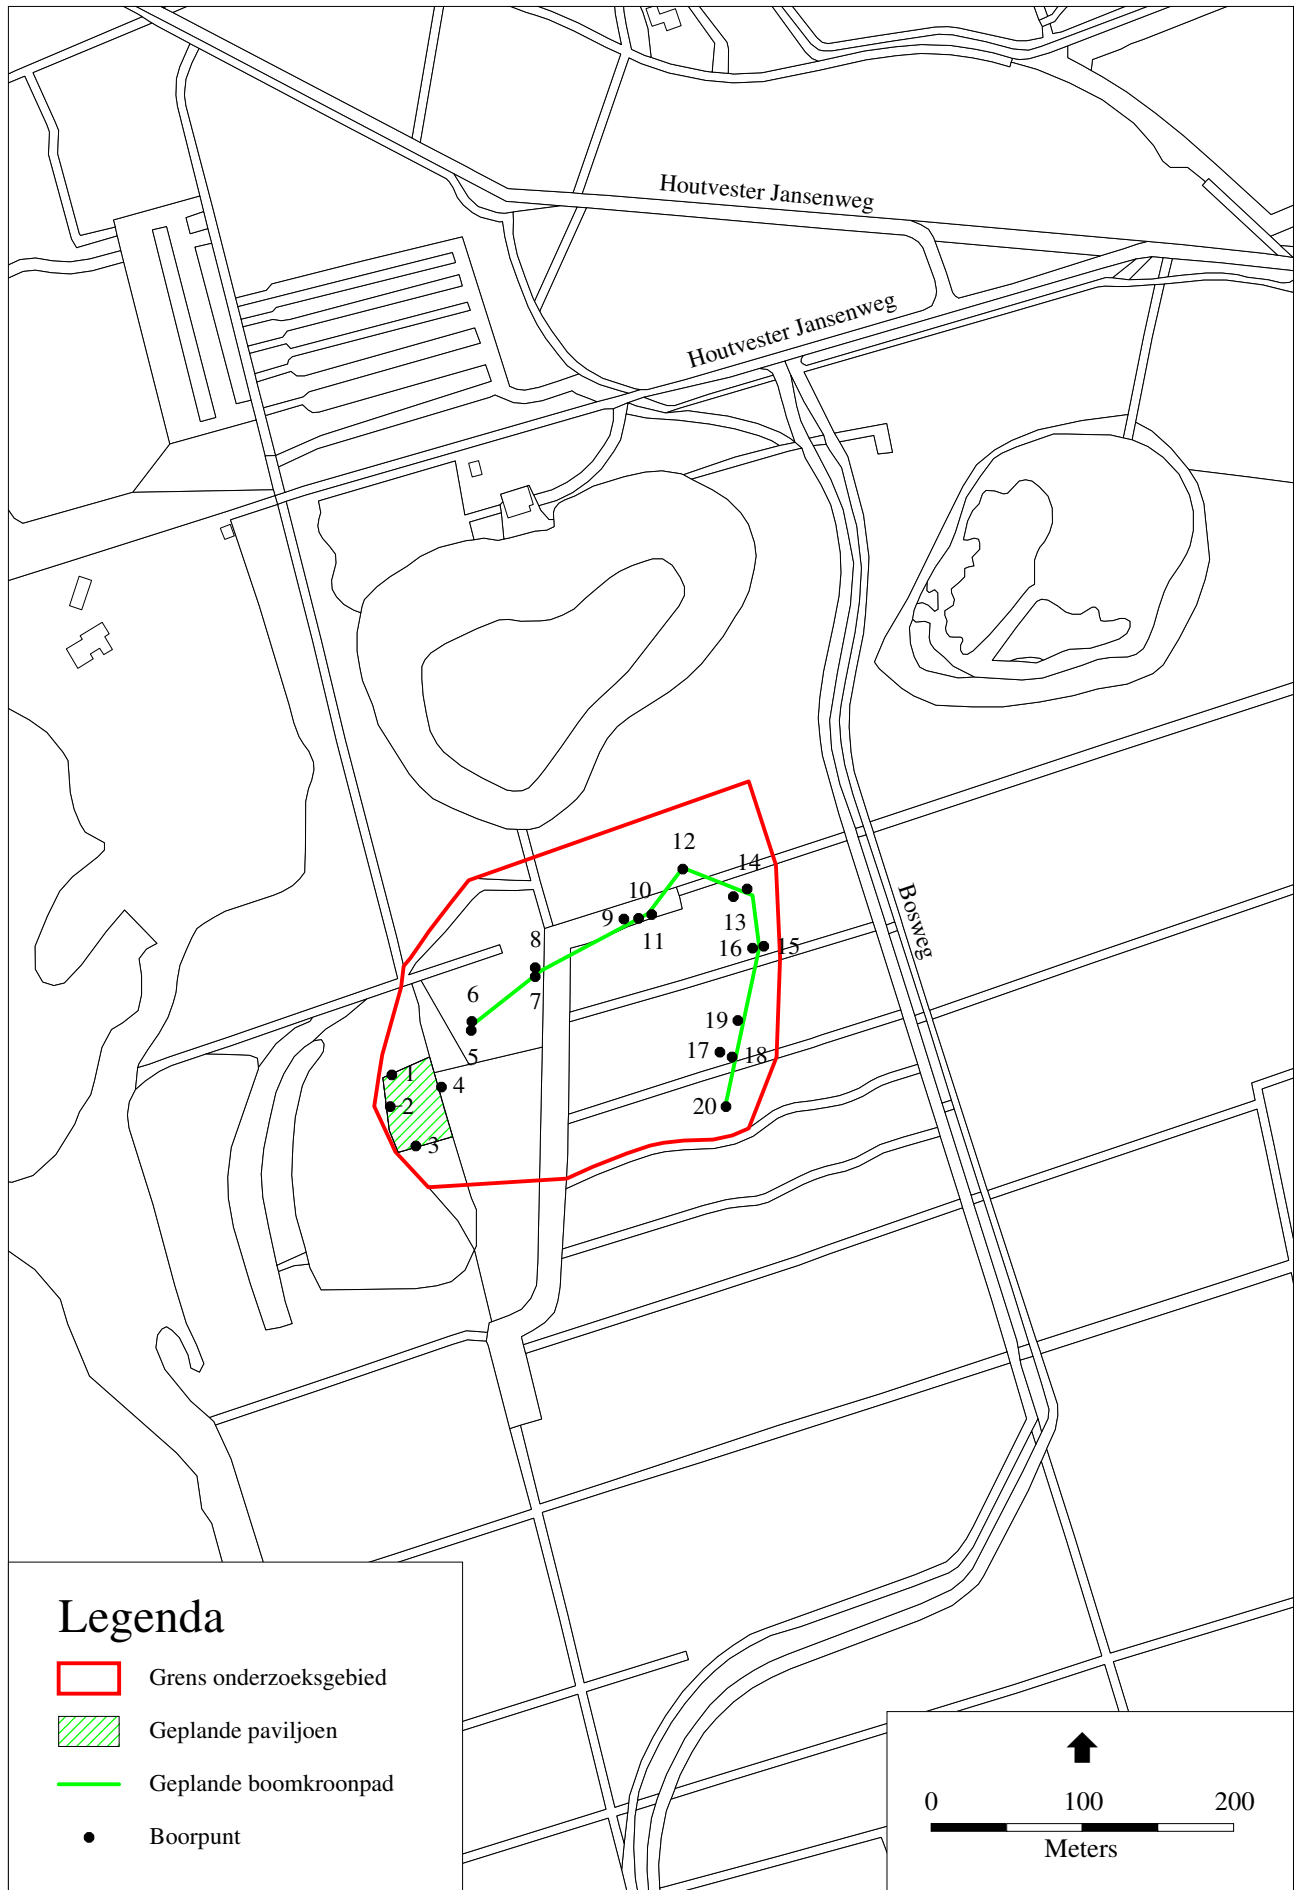 Houtvester Jansenweg
Houtvester Jansenweg
Bosweg
12
14
10
9
13
11
8
16
15
7
6
19
5
17
18
1
4
2
20
3
Legenda
Grens onderzoeksgebied
Geplande paviljoen
Geplande boomkroonpad
Boorpunt
0 100 200
Meters